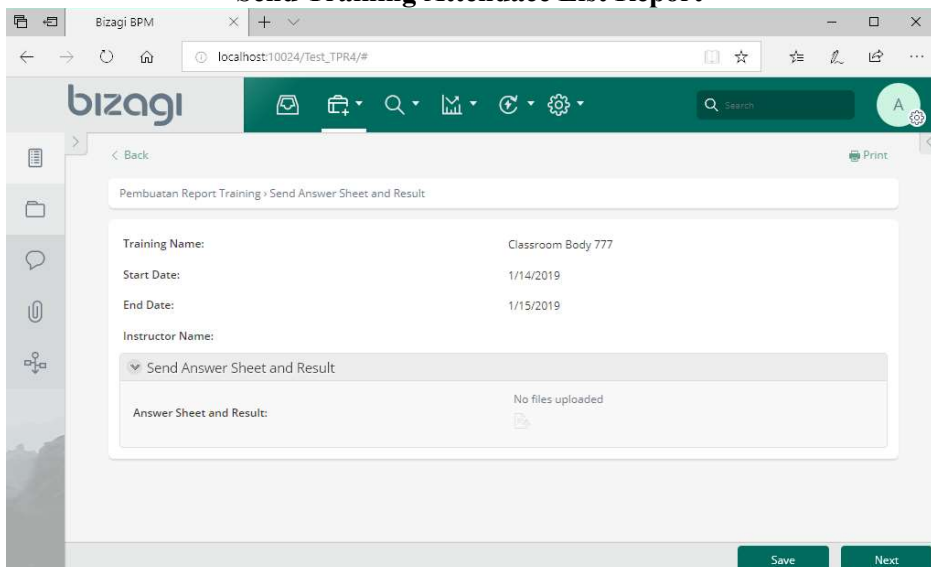 Send Training Attendace List Report
Bizagi BPM
localhost:10024/Test_TPR4/#
bizagi
Search
A
< Back
Print
Pembuatan Report Training › Send Answer Sheet and Result
Training Name: Classroom Body 777
Start Date: 1/14/2019
End Date: 1/15/2019
Instructor Name:
Send Answer Sheet and Result
Answer Sheet and Result: No files uploaded
Save Next